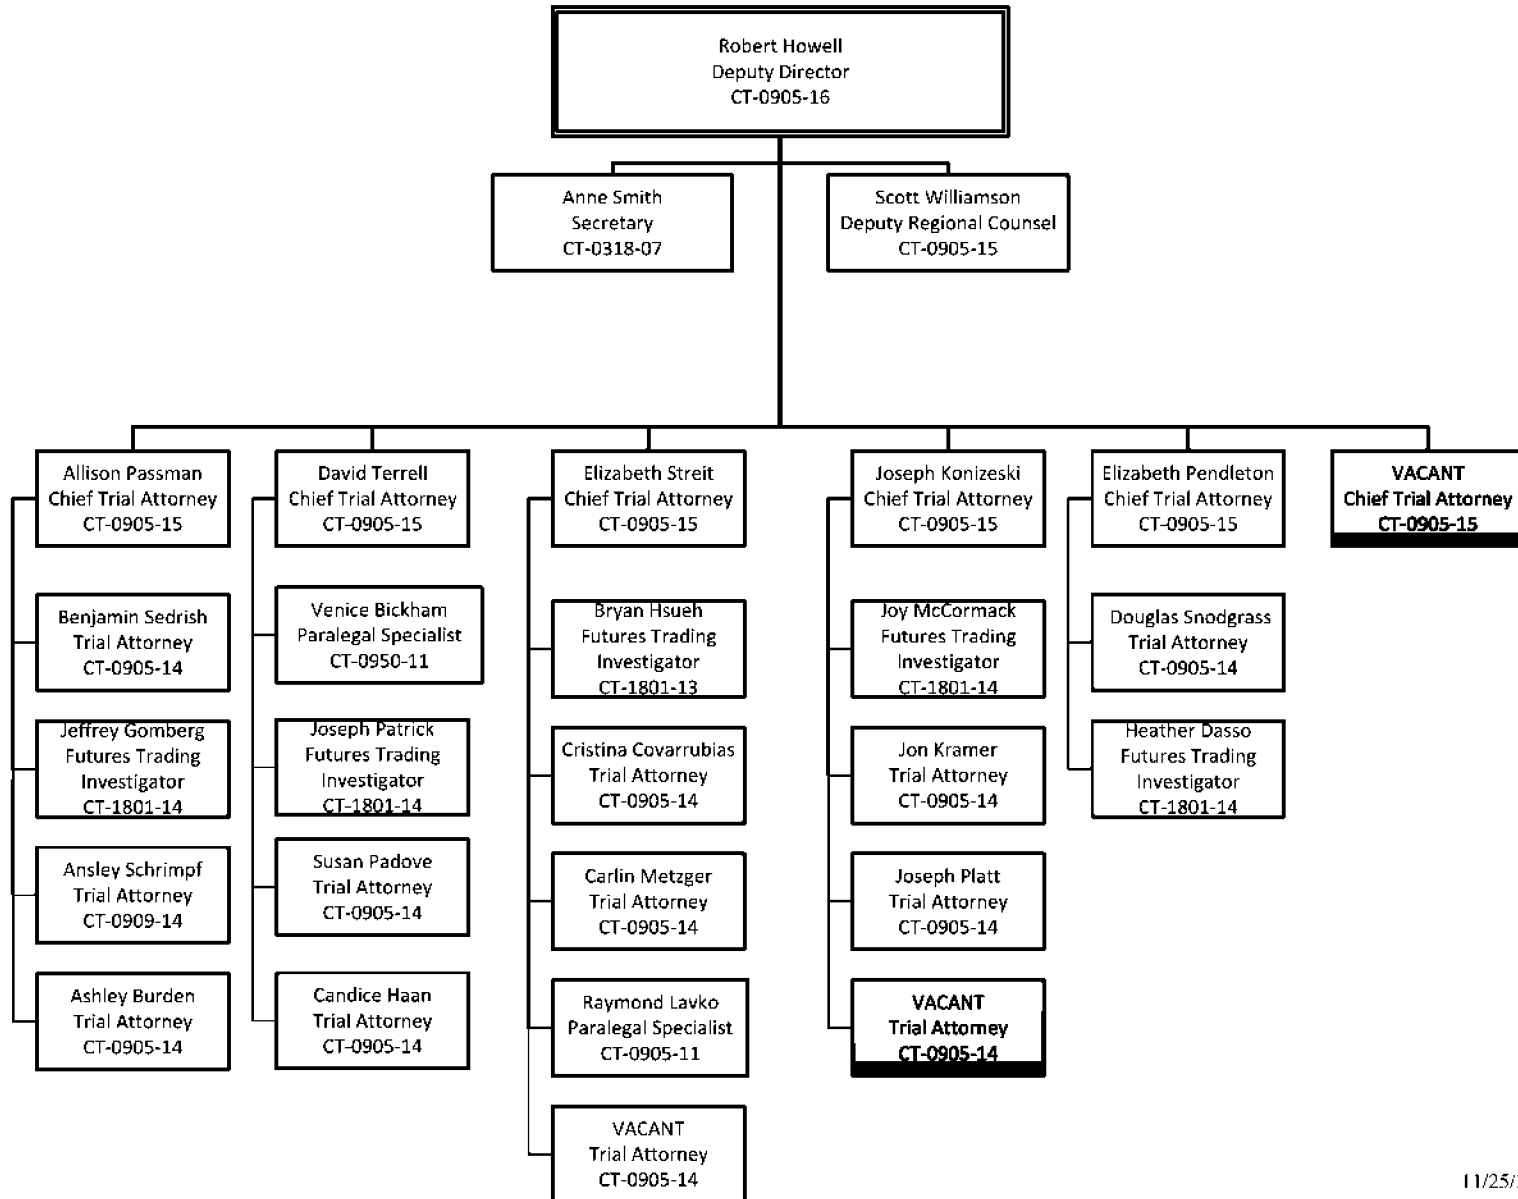 Robert Howell
Deputy Director
CT-0905-16
Anne Smith
Secretary
CT-0318-07
Scott Williamson
Deputy Regional Counsel
CT-0905-15
Allison Passman
Chief Trial Attorney
CT-0905-15
David Terrell
Chief Trial Attorney
CT-0905-15
Elizabeth Streit
Chief Trial Attorney
CT-0905-15
Joseph Konizeski
Chief Trial Attorney
CT-0905-15
Elizabeth Pendleton
Chief Trial Attorney
CT-0905-15
VACANT
Chief Trial Attorney
CT-0905-15
Benjamin Sedrish
Trial Attorney
CT-0905-14
Jeffrey Gomberg
Futures Trading
Investigator
CT-1801-14
Ansley Schrimpf
Trial Attorney
CT-0909-14
Ashley Burden
Trial Attorney
CT-0905-14
Venice Bickham
Paralegal Specialist
CT-0950-11
Joseph Patrick
Futures Trading
Investigator
CT-1801-14
Susan Padove
Trial Attorney
CT-0905-14
Candice Haan
Trial Attorney
CT-0905-14
Bryan Hsueh
Futures Trading
Investigator
CT-1801-13
Cristina Covarrubias
Trial Attorney
CT-0905-14
Carlin Metzger
Trial Attorney
CT-0905-14
Raymond Lavko
Paralegal Specialist
CT-0905-11
VACANT
Trial Attorney
CT-0905-14
Joy McCormack
Futures Trading
Investigator
CT-1801-14
Jon Kramer
Trial Attorney
CT-0905-14
Joseph Platt
Trial Attorney
CT-0905-14
VACANT
Trial Attorney
CT-0905-14
Douglas Snodgrass
Trial Attorney
CT-0905-14
Heather Dasso
Futures Trading
Investigator
CT-1801-14
11/25/